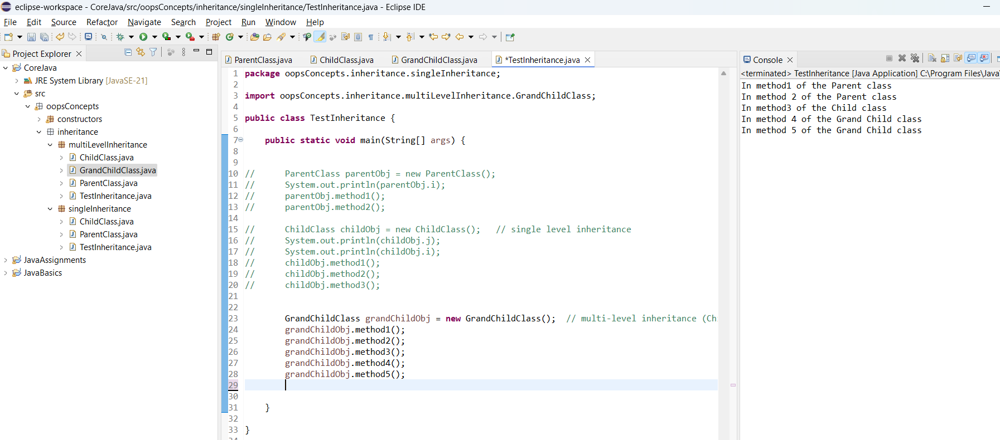 eclipse-workspace - CoreJava/src/oopsConcepts/inheritance/singleInheritance/TestInheritance.java - Eclipse IDE
File Edit Source Refactor Navigate Search Project Run Window Help
Project Explorer
CoreJava
JRE System Library [JavaSE-21]
src
oopsConcepts
constructors
inheritance
multiLevelInheritance
ChildClass.java
GrandChildClass.java
ParentClass.java
TestInheritance.java
singleInheritance
ChildClass.java
ParentClass.java
TestInheritance.java
JavaAssignments
JavaBasics
ParentClass.java ChildClass.java GrandChildClass.java *TestInheritance.java
1 package oopsConcepts.inheritance.singleInheritance;
2
3 import oopsConcepts.inheritance.multiLevelInheritance.GrandChildClass;
4
5 public class TestInheritance {
6
7 public static void main(String[] args) {
8
9
10 // ParentClass parentObj = new ParentClass();
11 // System.out.println(parentObj.i);
12 // parentObj.method1();
13 // parentObj.method2();
14
15 // ChildClass childObj = new ChildClass(); // single level inheritance
16 // System.out.println(childObj.j);
17 // System.out.println(childObj.i);
18 // childObj.method1();
19 // childObj.method2();
20 // childObj.method3();
21
22
23 GrandChildClass grandChildObj = new GrandChildClass(); // multi-level inheritance (Ch
24 grandChildObj.method1();
25 grandChildObj.method2();
26 grandChildObj.method3();
27 grandChildObj.method4();
28 grandChildObj.method5();
29
30
31 }
32
33 }
Console
<terminated> TestInheritance [Java Application] C:\Program Files\Java\
In method1 of the Parent class
In method 2 of the Parent class
In method3 of the Child class
In method 4 of the Grand Child class
In method 5 of the Grand Child class